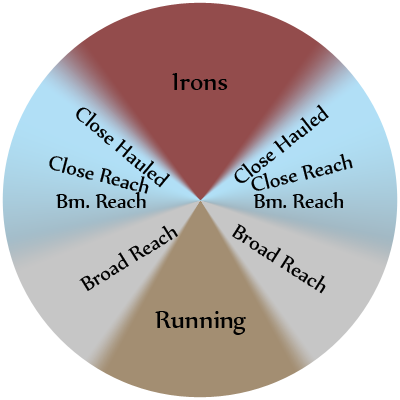 Irons
Close Hauled
Close Hauled
Close Reach
Close Reach
Bm. Reach
Bm. Reach
Broad Reach
Broad Reach
Running